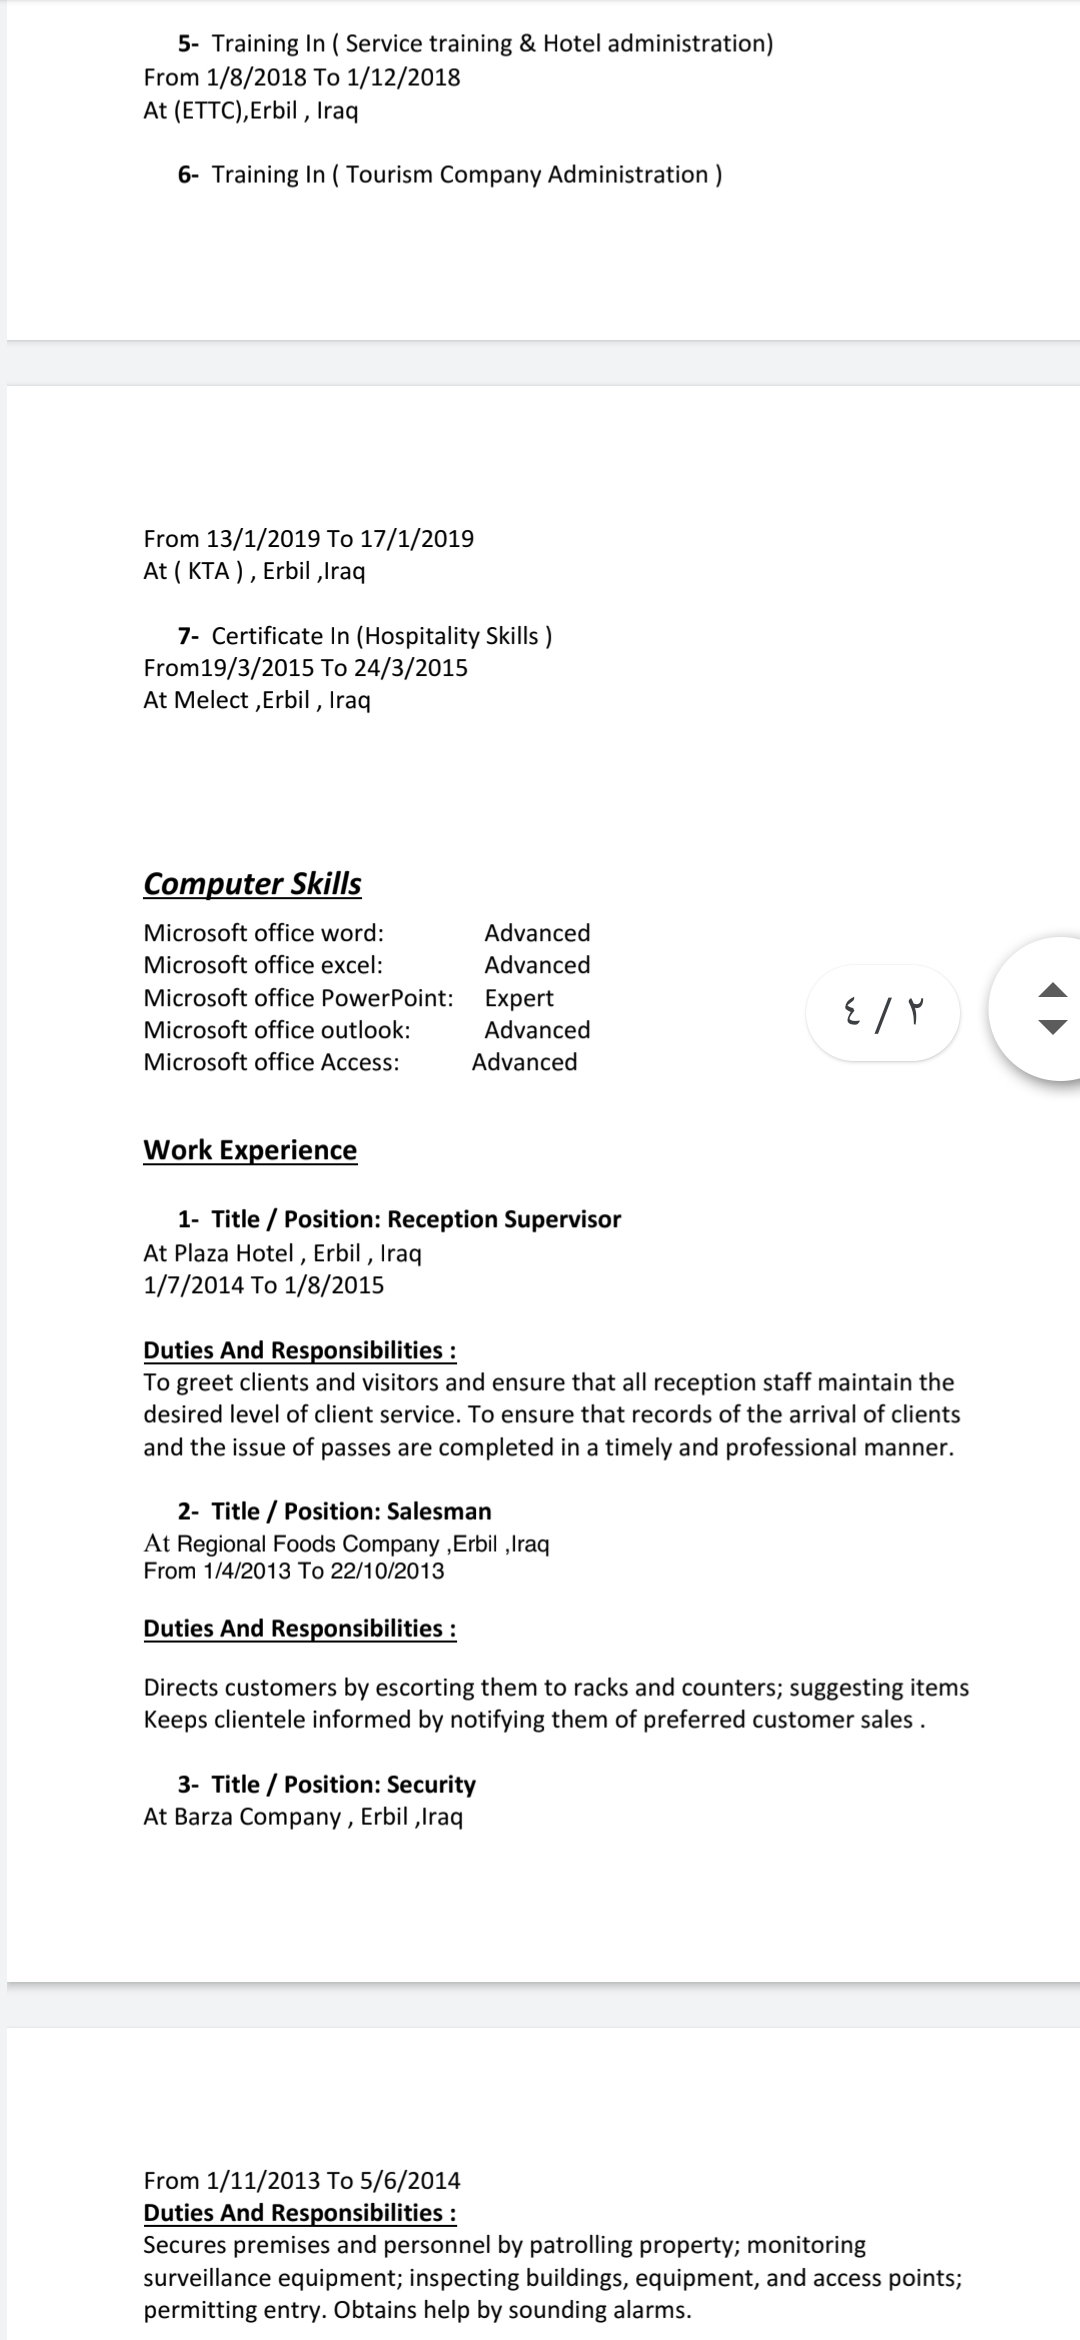 5- Training In ( Service training & Hotel administration)
From 1/8/2018 To 1/12/2018
At (ETTC),Erbil , Iraq
6- Training In ( Tourism Company Administration )
From 13/1/2019 To 17/1/2019
At ( KTA ) , Erbil ,Iraq
7- Certificate In (Hospitality Skills )
From19/3/2015 To 24/3/2015
At Melect ,Erbil , Iraq
Computer Skills
Microsoft office word: Advanced
Microsoft office excel: Advanced
Microsoft office PowerPoint: Expert
Microsoft office outlook: Advanced
Microsoft office Access: Advanced
٢ / ٤
Work Experience
1- Title / Position: Reception Supervisor
At Plaza Hotel , Erbil , Iraq
1/7/2014 To 1/8/2015
Duties And Responsibilities :
To greet clients and visitors and ensure that all reception staff maintain the
desired level of client service. To ensure that records of the arrival of clients
and the issue of passes are completed in a timely and professional manner.
2- Title / Position: Salesman
At Regional Foods Company ,Erbil ,Iraq
From 1/4/2013 To 22/10/2013
Duties And Responsibilities :
Directs customers by escorting them to racks and counters; suggesting items
Keeps clientele informed by notifying them of preferred customer sales .
3- Title / Position: Security
At Barza Company , Erbil ,Iraq
From 1/11/2013 To 5/6/2014
Duties And Responsibilities :
Secures premises and personnel by patrolling property; monitoring
surveillance equipment; inspecting buildings, equipment, and access points;
permitting entry. Obtains help by sounding alarms.